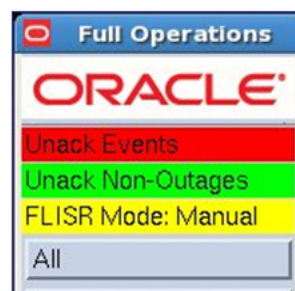 Full Operations
ORACLE
Unack Events
Unack Non-Outages
FLISR Mode: Manual
All